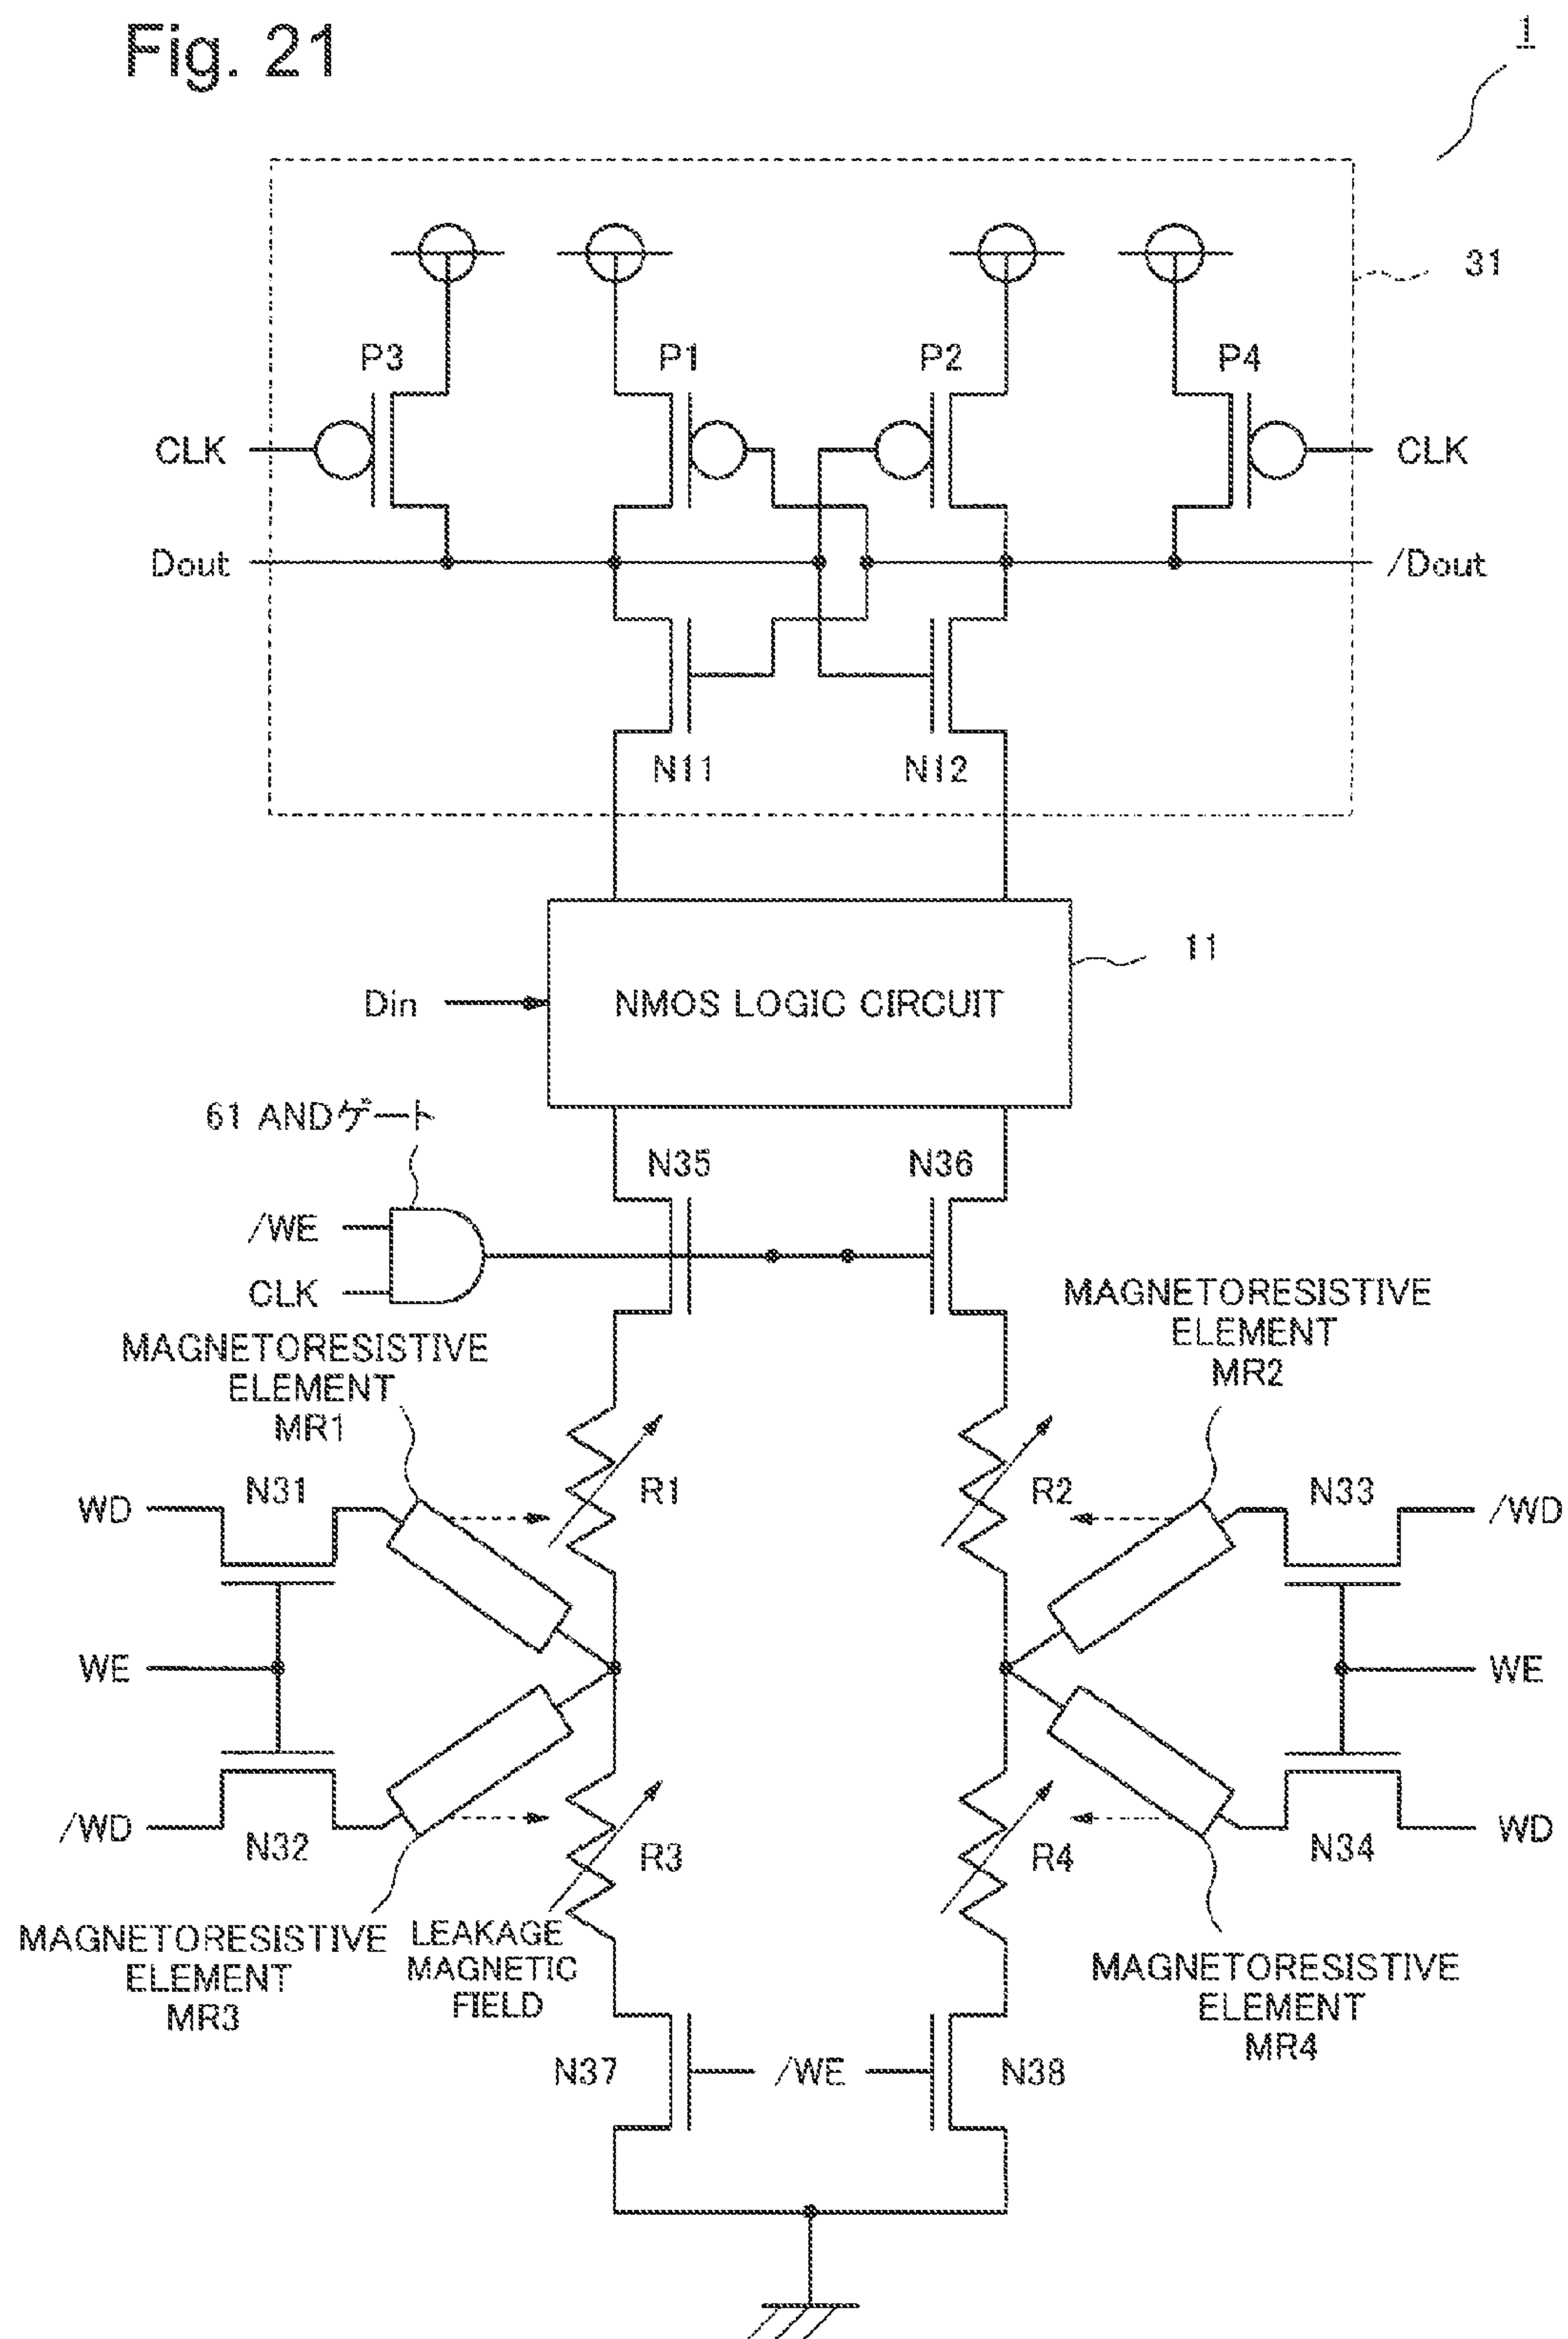 Fig. 21
1
31
P3
P1
P2
P4
CLK
CLK
Dout
/Dout
N11
N12
11
Din
NMOS LOGIC CIRCUIT
61 ANDゲート
N35
N36
/WE
CLK
MAGNETORESISTIVE
ELEMENT
MR1
MAGNETORESISTIVE
ELEMENT
MR2
N31
R1
R2
N33
WD
/WD
WE
WE
/WD
N32
R3
R4
N34
WD
MAGNETORESISTIVE
ELEMENT
MR3
LEAKAGE
MAGNETIC
FIELD
MAGNETORESISTIVE
ELEMENT
MR4
N37
/WE
N38